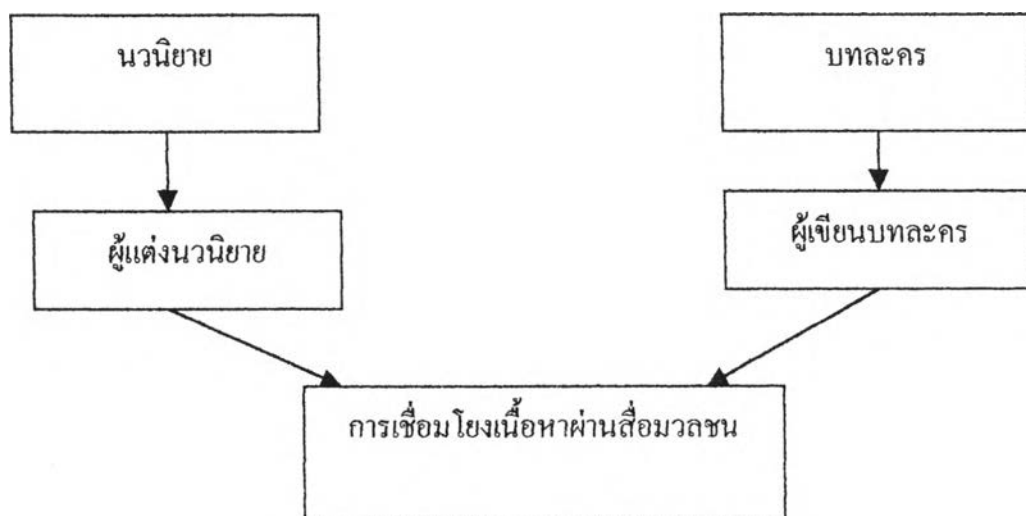 นวนิยาย
บทละคร
ผู้แต่งนวนิยาย
ผู้เขียนบทละคร
การเชื่อมโยงเนื้อหาผ่านสื่อมวลชน